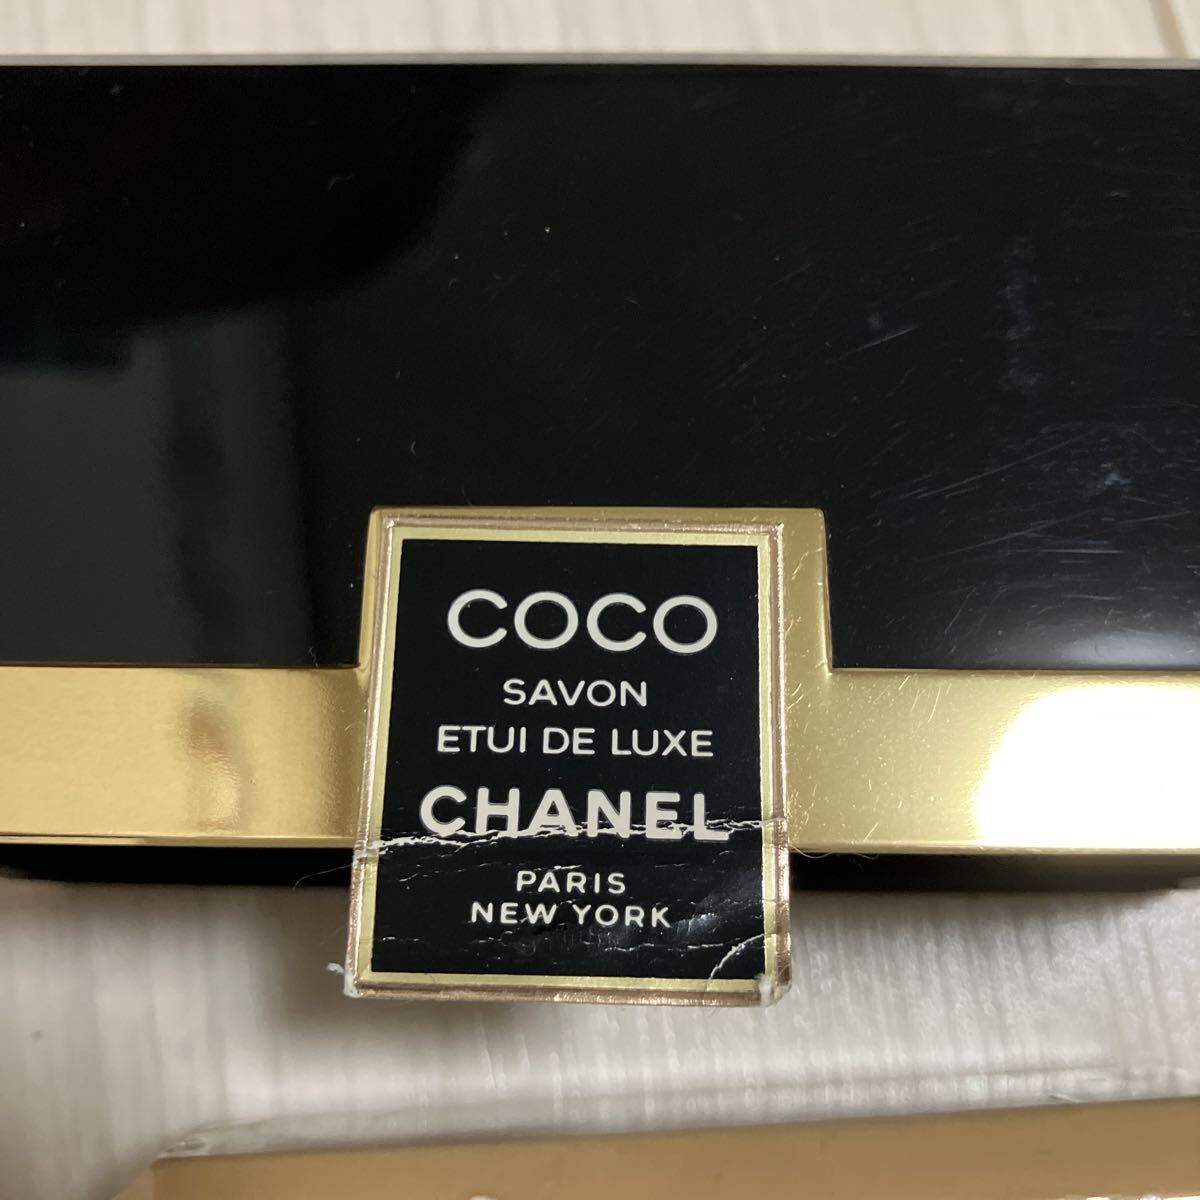 COCO
SAVON
ETUI DE LUXE
CHANEL
PARIS
NEW YORK